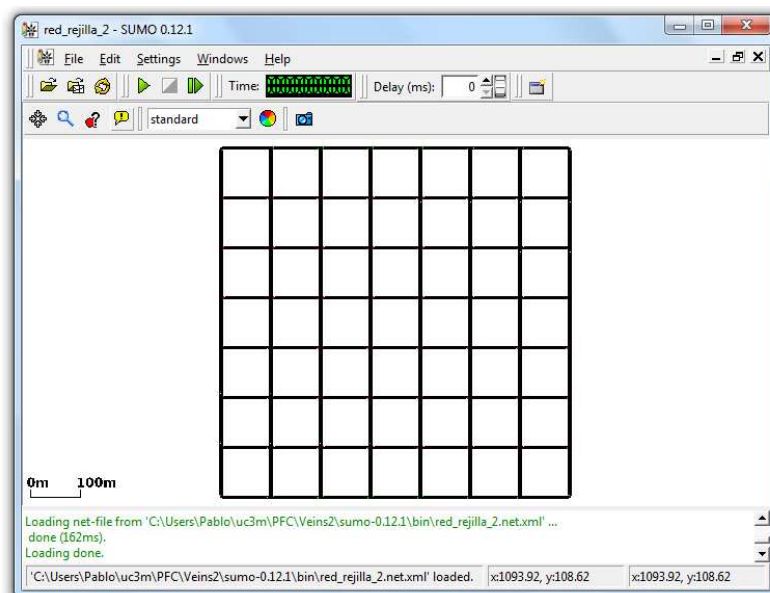 red_rejilla_2 - SUMO 0.12.1
File Edit Settings Windows Help
Time: Delay (ms): 0
standard
0m 100m
Loading net-file from 'C:\Users\Pablo\uc3m\PFC\Veins2\sumo-0.12.1\bin\red_rejilla_2.net.xml' ...
done (162ms).
Loading done.
'C:\Users\Pablo\uc3m\PFC\Veins2\sumo-0.12.1\bin\red_rejilla_2.net.xml' loaded. x:1093.92, y:108.62 x:1093.92, y:108.62